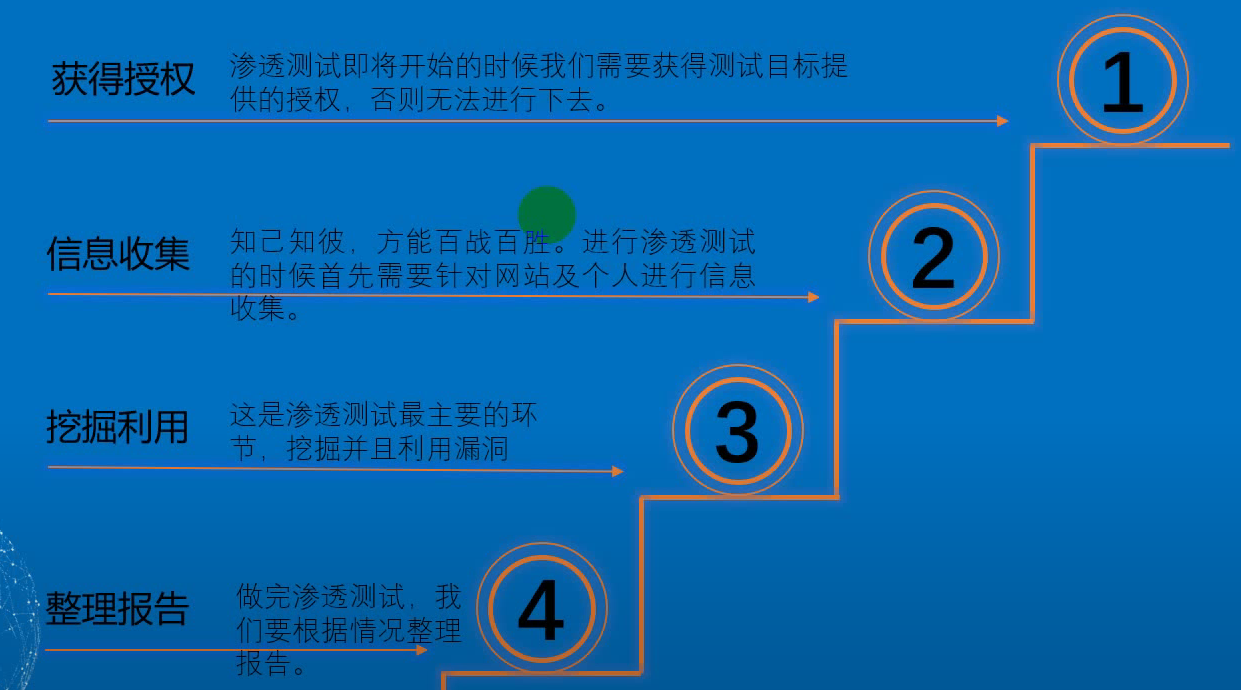 获得授权
渗透测试即将开始的时候我们需要获得测试目标提
供的授权，否则无法进行下去。
1
信息收集
知己知彼，方能百战百胜。进行渗透测试
的时候首先需要针对网站及个人进行信息
收集。
2
挖掘利用
这是渗透测试最主要的环
节，挖掘并且利用漏洞
3
整理报告
做完渗透测试，我
们要根据情况整理
报告。
4